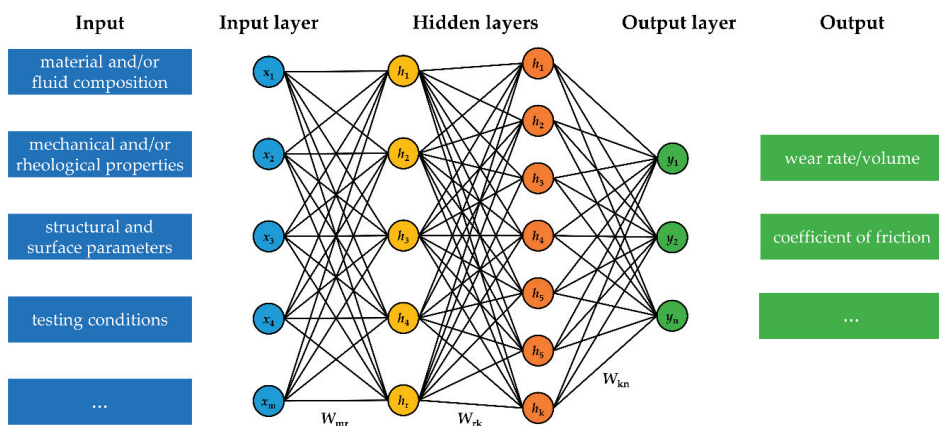 Input
Input layer
Hidden layers
Output layer
Output
material and/or
fluid composition
mechanical and/or
rheological properties
structural and
surface parameters
testing conditions
...
x1
x2
x3
x4
xm
h1
h2
h3
h4
hr
h1
h2
h3
h4
h5
h5
hk
y1
y2
yn
Wmr
Wrk
Wkn
wear rate/volume
coefficient of friction
...